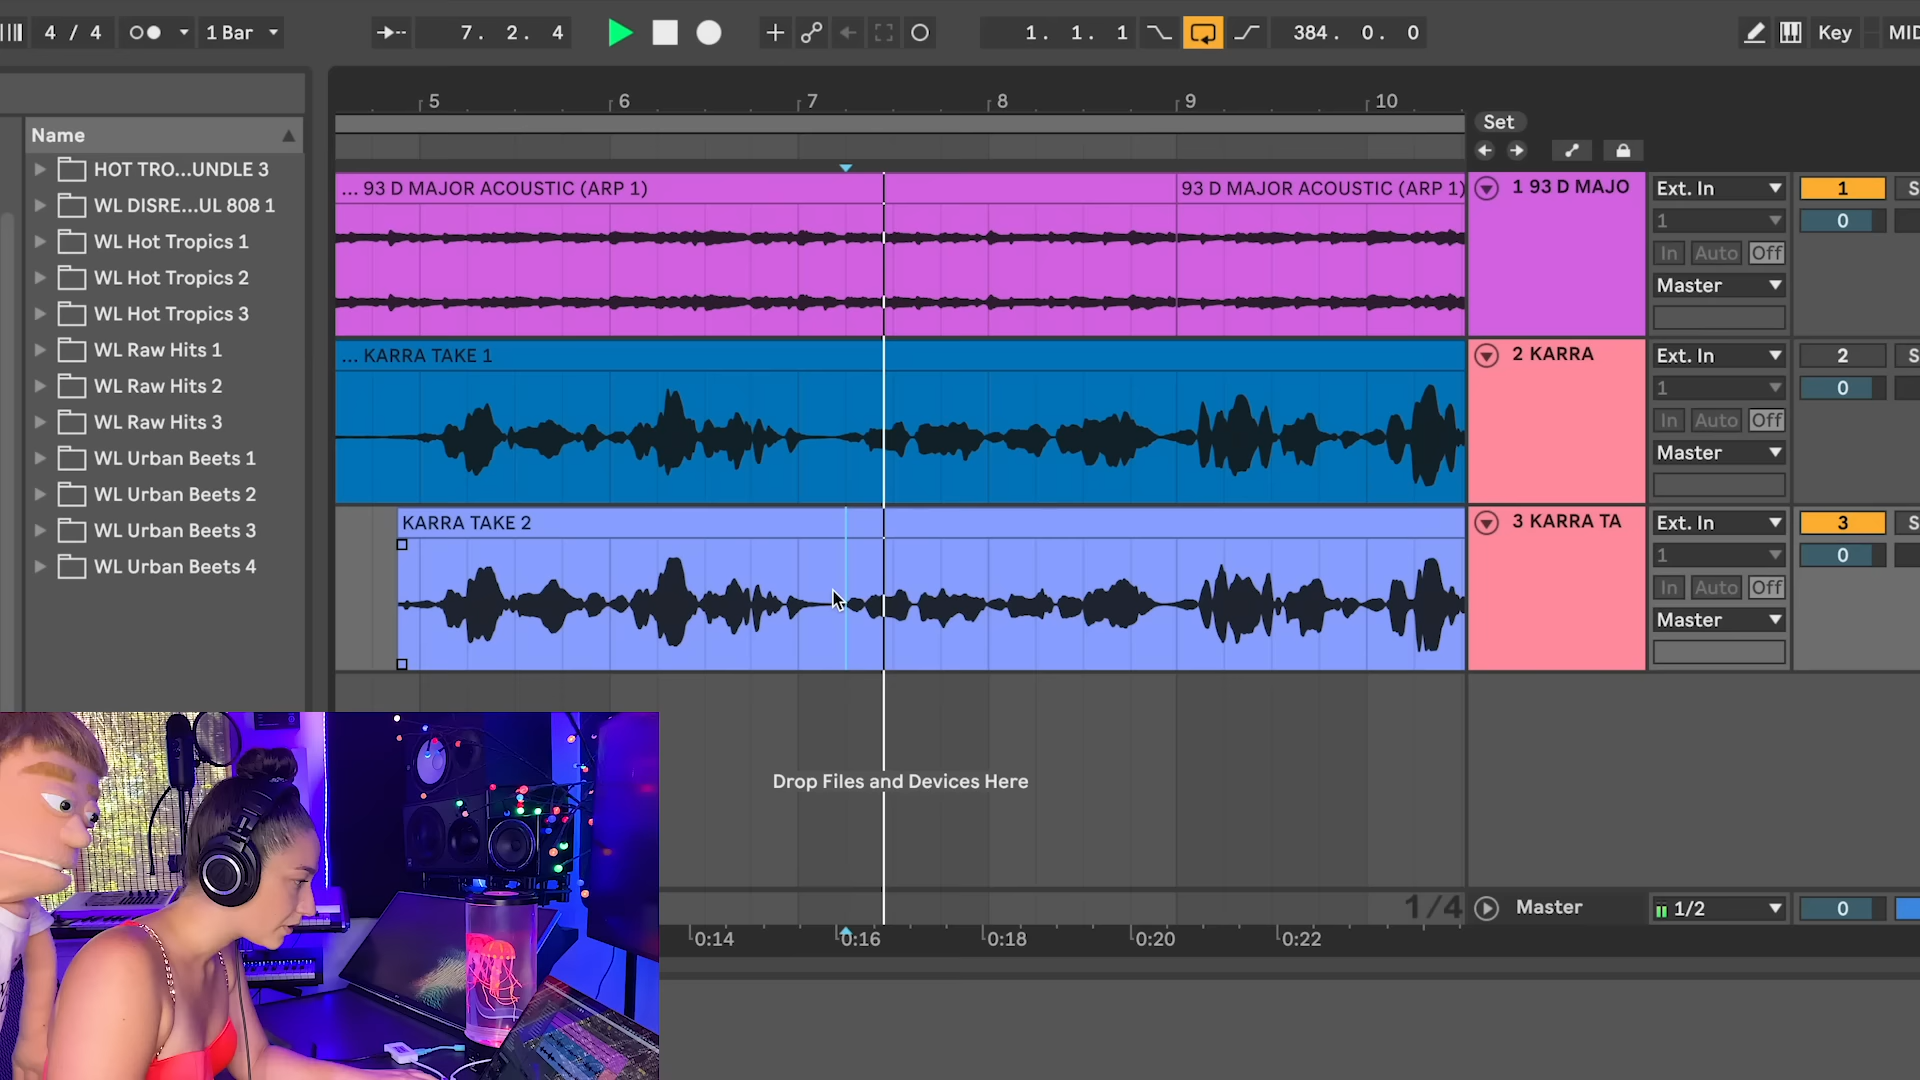 4 / 4
1 Bar
7. 2. 4
1. 1. 1
384. 0. 0
Key
5
6
7
8
9
10
Set
Name
HOT TRO...UNDLE 3
WL DISRE...UL 808 1
WL Hot Tropics 1
WL Hot Tropics 2
WL Hot Tropics 3
WL Raw Hits 1
WL Raw Hits 2
WL Raw Hits 3
WL Urban Beets 1
WL Urban Beets 2
WL Urban Beets 3
WL Urban Beets 4
... 93 D MAJOR ACOUSTIC (ARP 1)
93 D MAJOR ACOUSTIC (ARP 1)
1 93 D MAJO
Ext. In
1
S
1
0
In Auto Off
Master
... KARRA TAKE 1
2 KARRA
Ext. In
2
S
1
0
In Auto Off
Master
KARRA TAKE 2
3 KARRA TA
Ext. In
3
S
1
0
In Auto Off
Master
Drop Files and Devices Here
1/4
Master
1/2
0
0:14
0:16
0:18
0:20
0:22